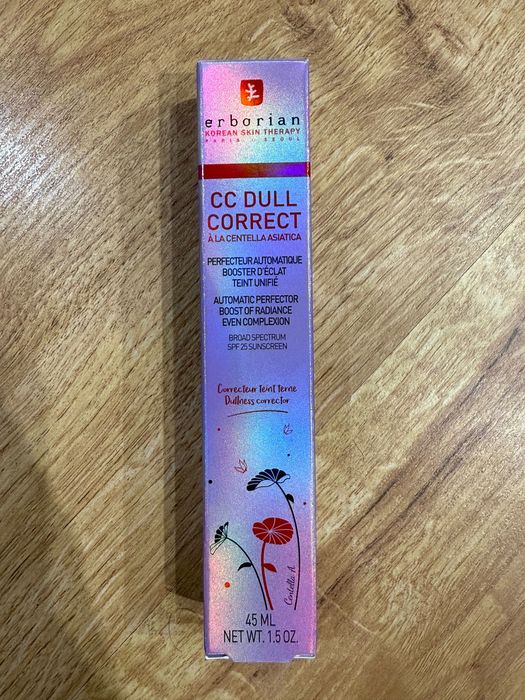 erborian
KOREAN SKIN THERAPY
PARIS · SEOUL
CC DULL
CORRECT
À LA CENTELLA ASIATICA
PERFECTEUR AUTOMATIQUE
BOOSTER D'ÉCLAT
TEINT UNIFIÉ
AUTOMATIC PERFECTOR
BOOST OF RADIANCE
EVEN COMPLEXION
BROAD SPECTRUM
SPF 25 SUNSCREEN
Correcteur teint terne
Dullness corrector
Centella A.
45 ML
NET WT. 1.5 OZ.